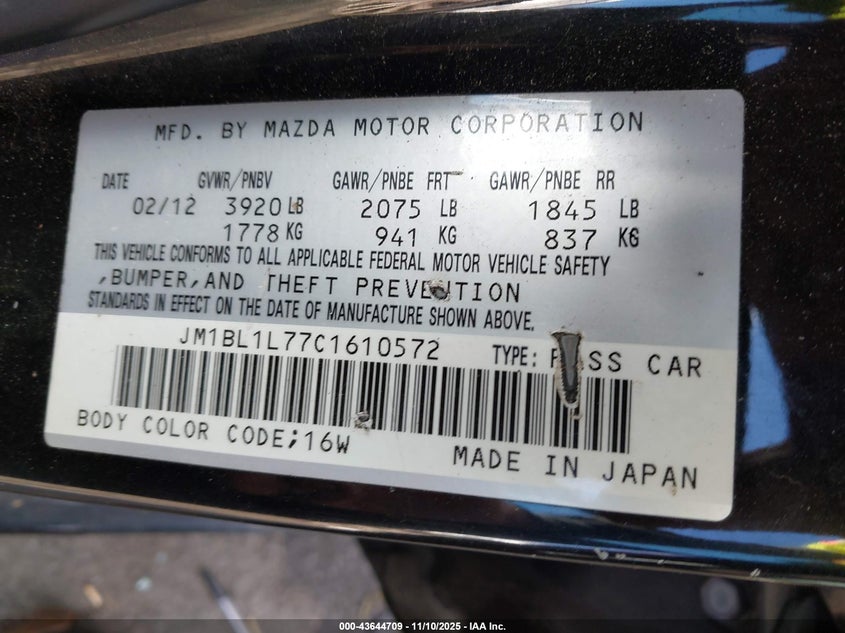 MFD. BY MAZDA MOTOR CORPORATION
DATE GVWR/PNBV GAWR/PNBE FRT GAWR/PNBE RR
02/12 3920 LB 2075 LB 1845 LB
1778 KG 941 KG 837 KG
THIS VEHICLE CONFORMS TO ALL APPLICABLE FEDERAL MOTOR VEHICLE SAFETY
,BUMPER,AND THEFT PREVENTION
STANDARDS IN EFFECT ON THE DATE OF MANUFACTURE SHOWN ABOVE.
JM1BL1L77C1610572 TYPE: PASS CAR
BODY COLOR CODE;16W
MADE IN JAPAN
000-43644709 — 11/10/2025 — IAA Inc.